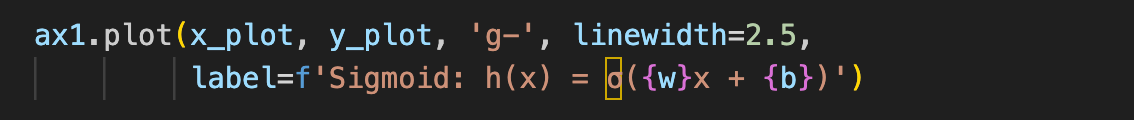 ax1.plot(x_plot, y_plot, 'g-', linewidth=2.5,
label=f'Sigmoid: h(x) = σ({w}x + {b})')